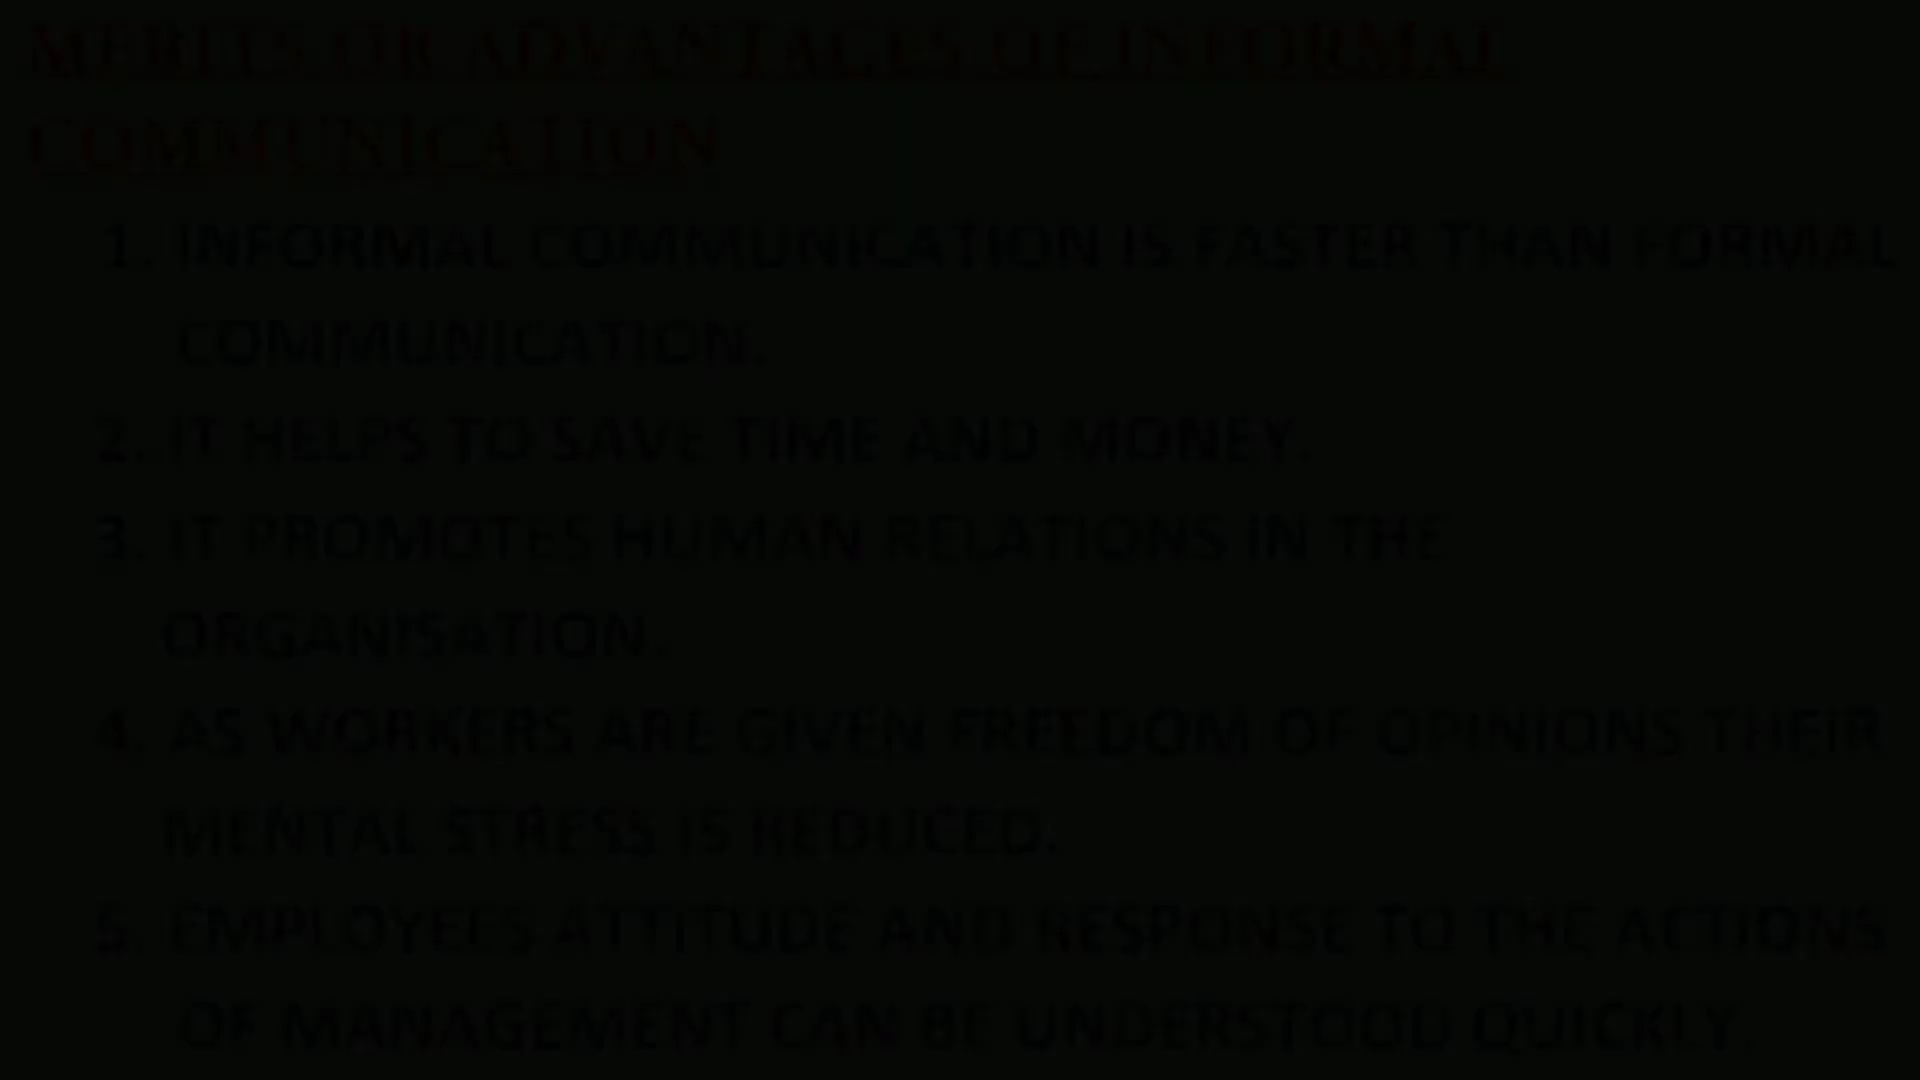 MERITS OR ADVANTAGES OF INFORMAL
COMMUNICATION
1. INFORMAL COMMUNICATION IS FASTER THAN FORMAL
COMMUNICATION.
2. IT HELPS TO SAVE TIME AND MONEY.
3. IT PROMOTES HUMAN RELATIONS IN THE
ORGANISATION.
4. AS WORKERS ARE GIVEN FREEDOM OF OPINIONS THEIR
MENTAL STRESS IS REDUCED.
5. EMPLOYEES ATTITUDE AND RESPONSE TO THE ACTIONS
OF MANAGEMENT CAN BE UNDERSTOOD QUICKLY.